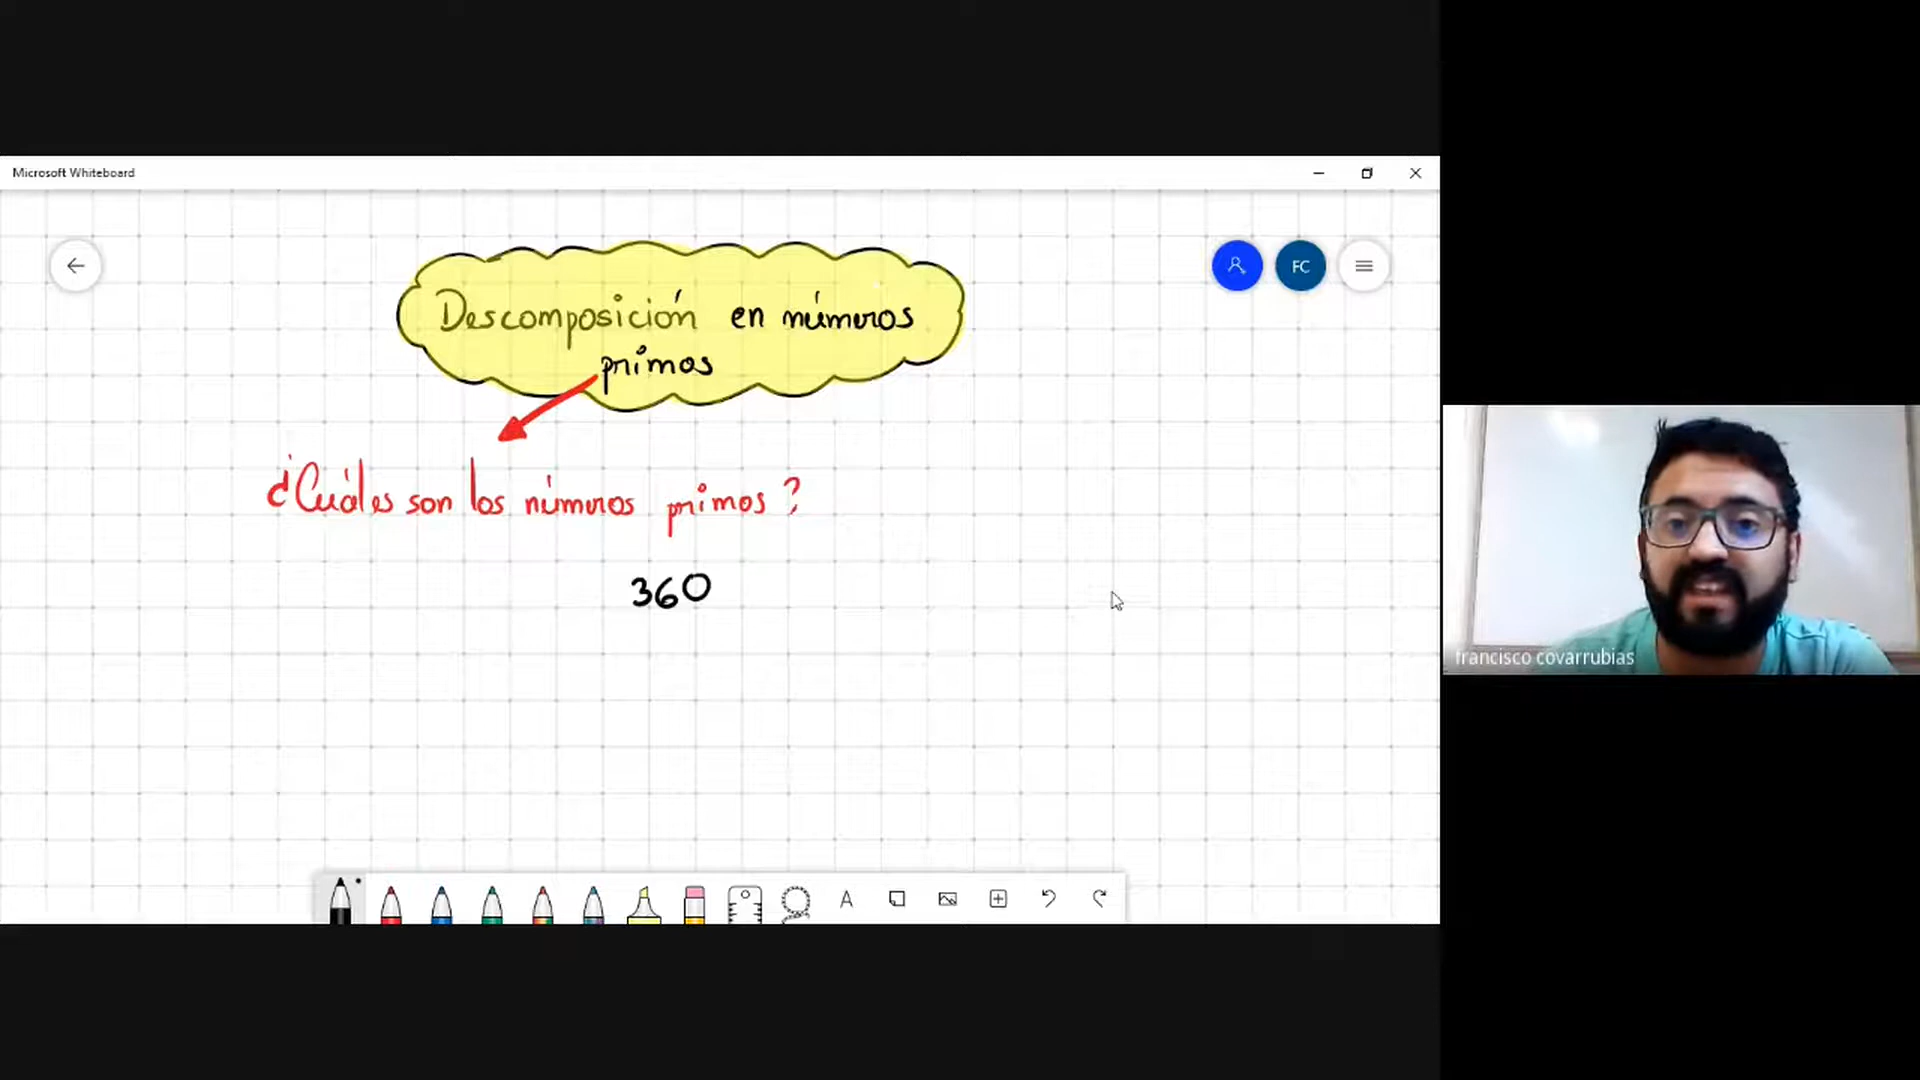 Microsoft Whiteboard
FC
Descomposición en números
primos
¿Cuáles son los números primos?
360
francisco covarrubias